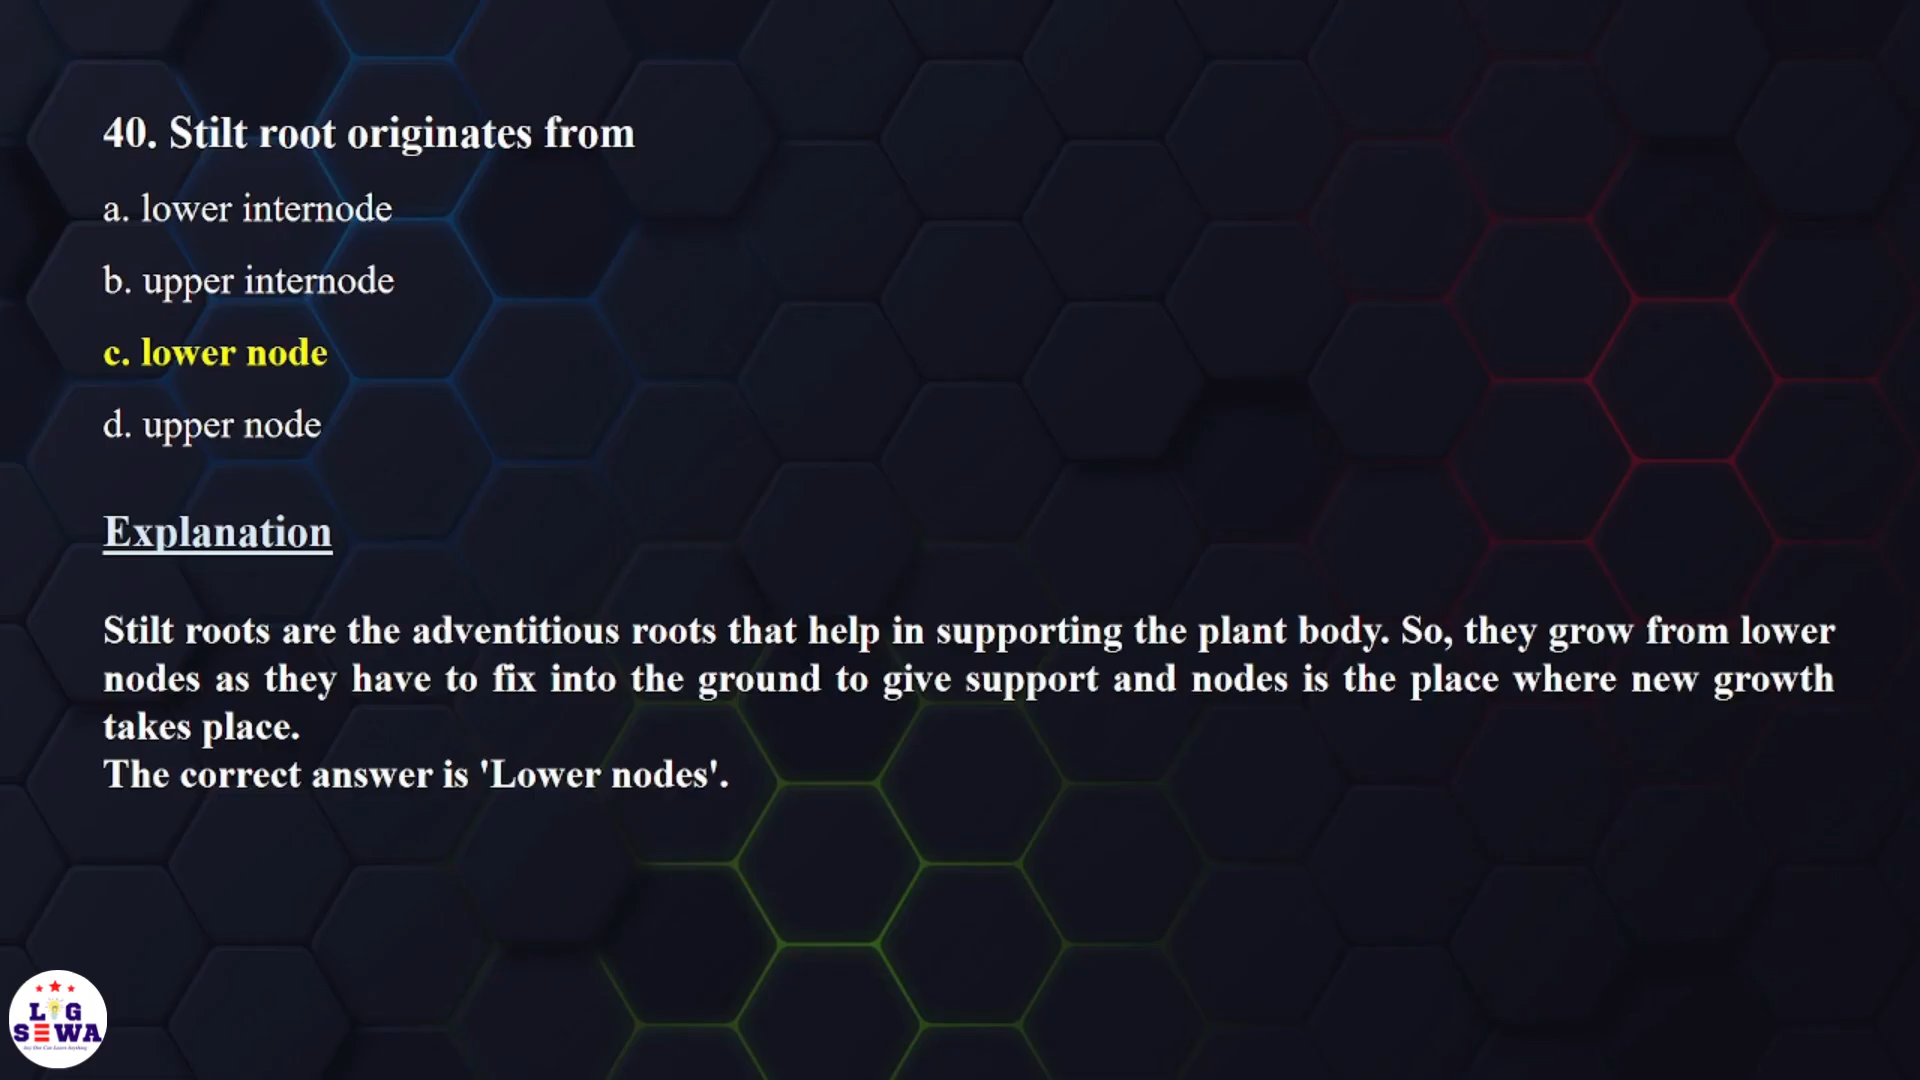 40. Stilt root originates from
a. lower internode
b. upper internode
c. lower node
d. upper node
Explanation
Stilt roots are the adventitious roots that help in supporting the plant body. So, they grow from lower
nodes as they have to fix into the ground to give support and nodes is the place where new growth
takes place.
The correct answer is 'Lower nodes'.
L G
SEWA